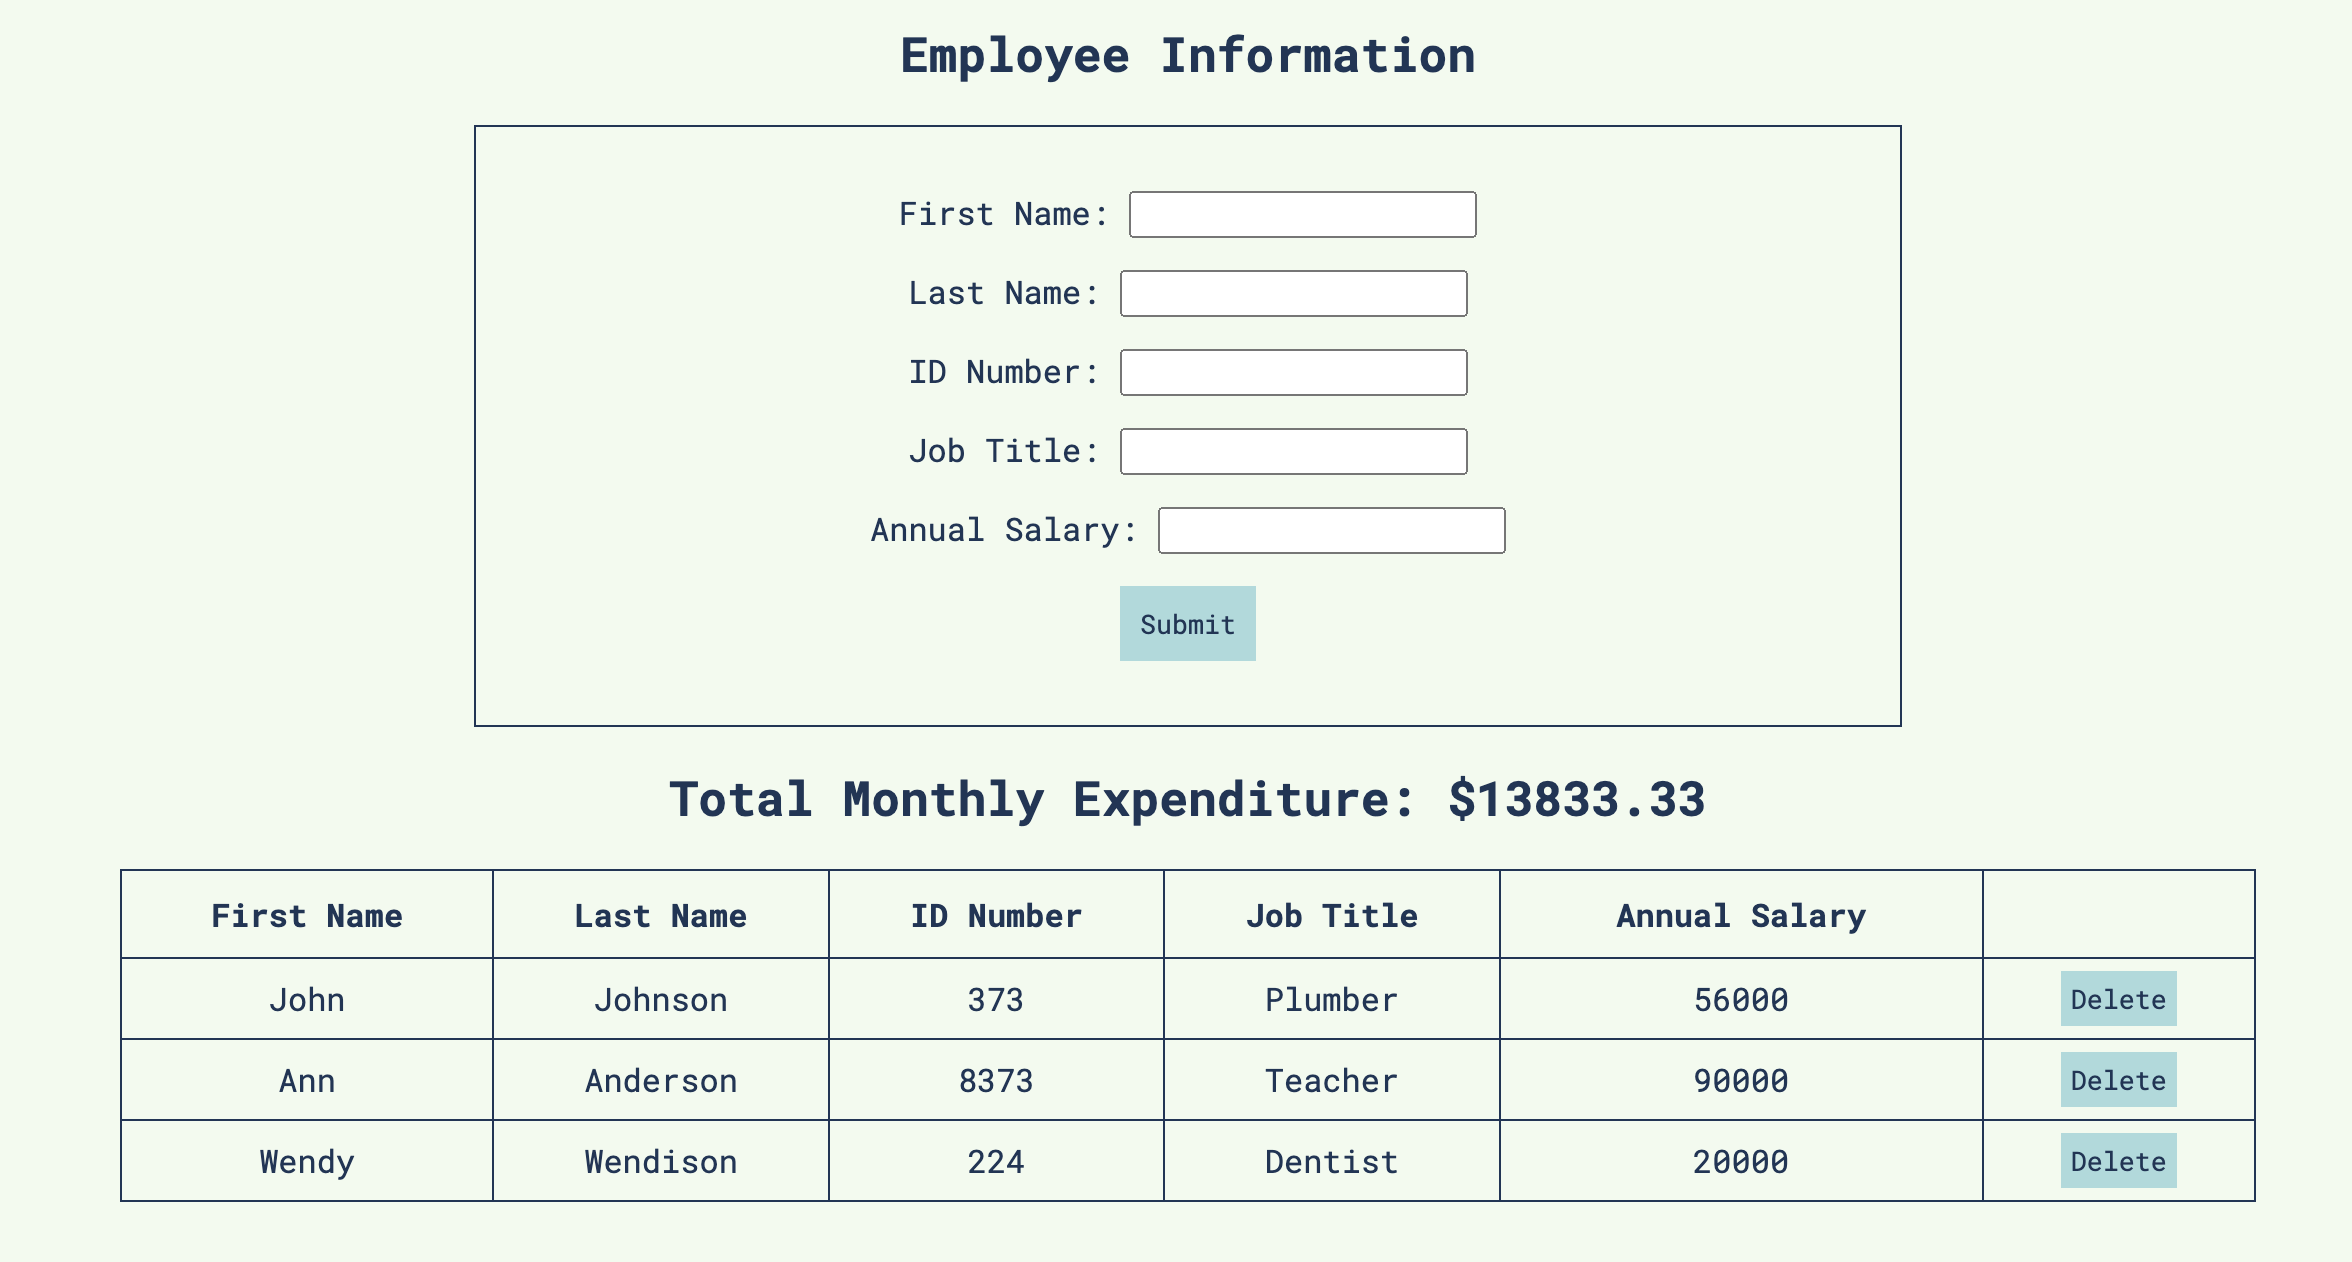 Employee Information
First Name:
Last Name:
ID Number:
Job Title:
Annual Salary:
Submit
Total Monthly Expenditure: $13833.33
First Name Last Name ID Number Job Title Annual Salary
John Johnson 373 Plumber 56000 Delete
Ann Anderson 8373 Teacher 90000 Delete
Wendy Wendison 224 Dentist 20000 Delete